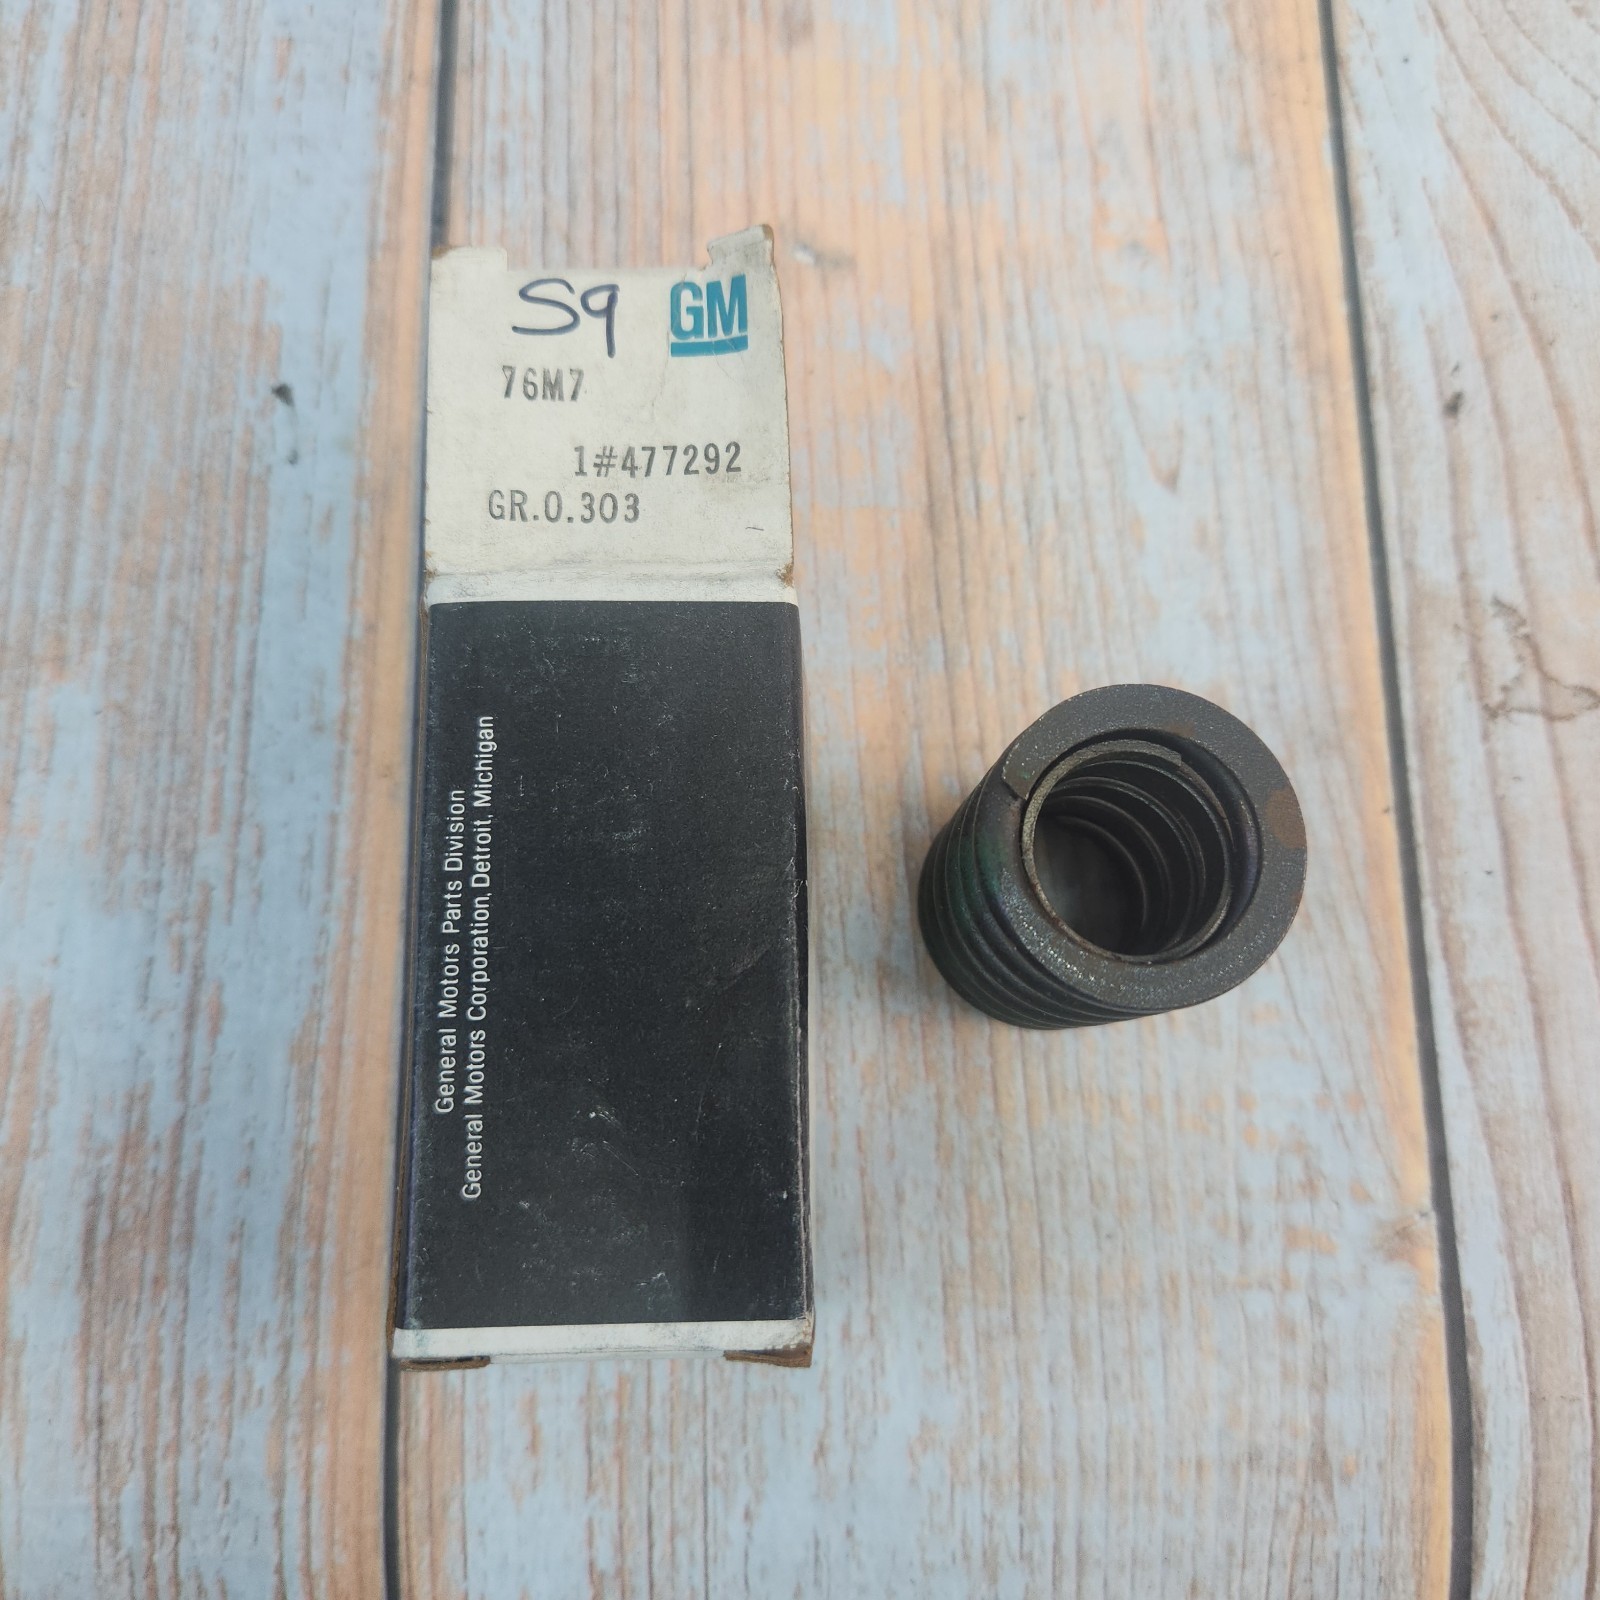 S9 GM
76M7
1#477292
GR.0.303
General Motors Parts Division
General Motors Corporation, Detroit, Michigan